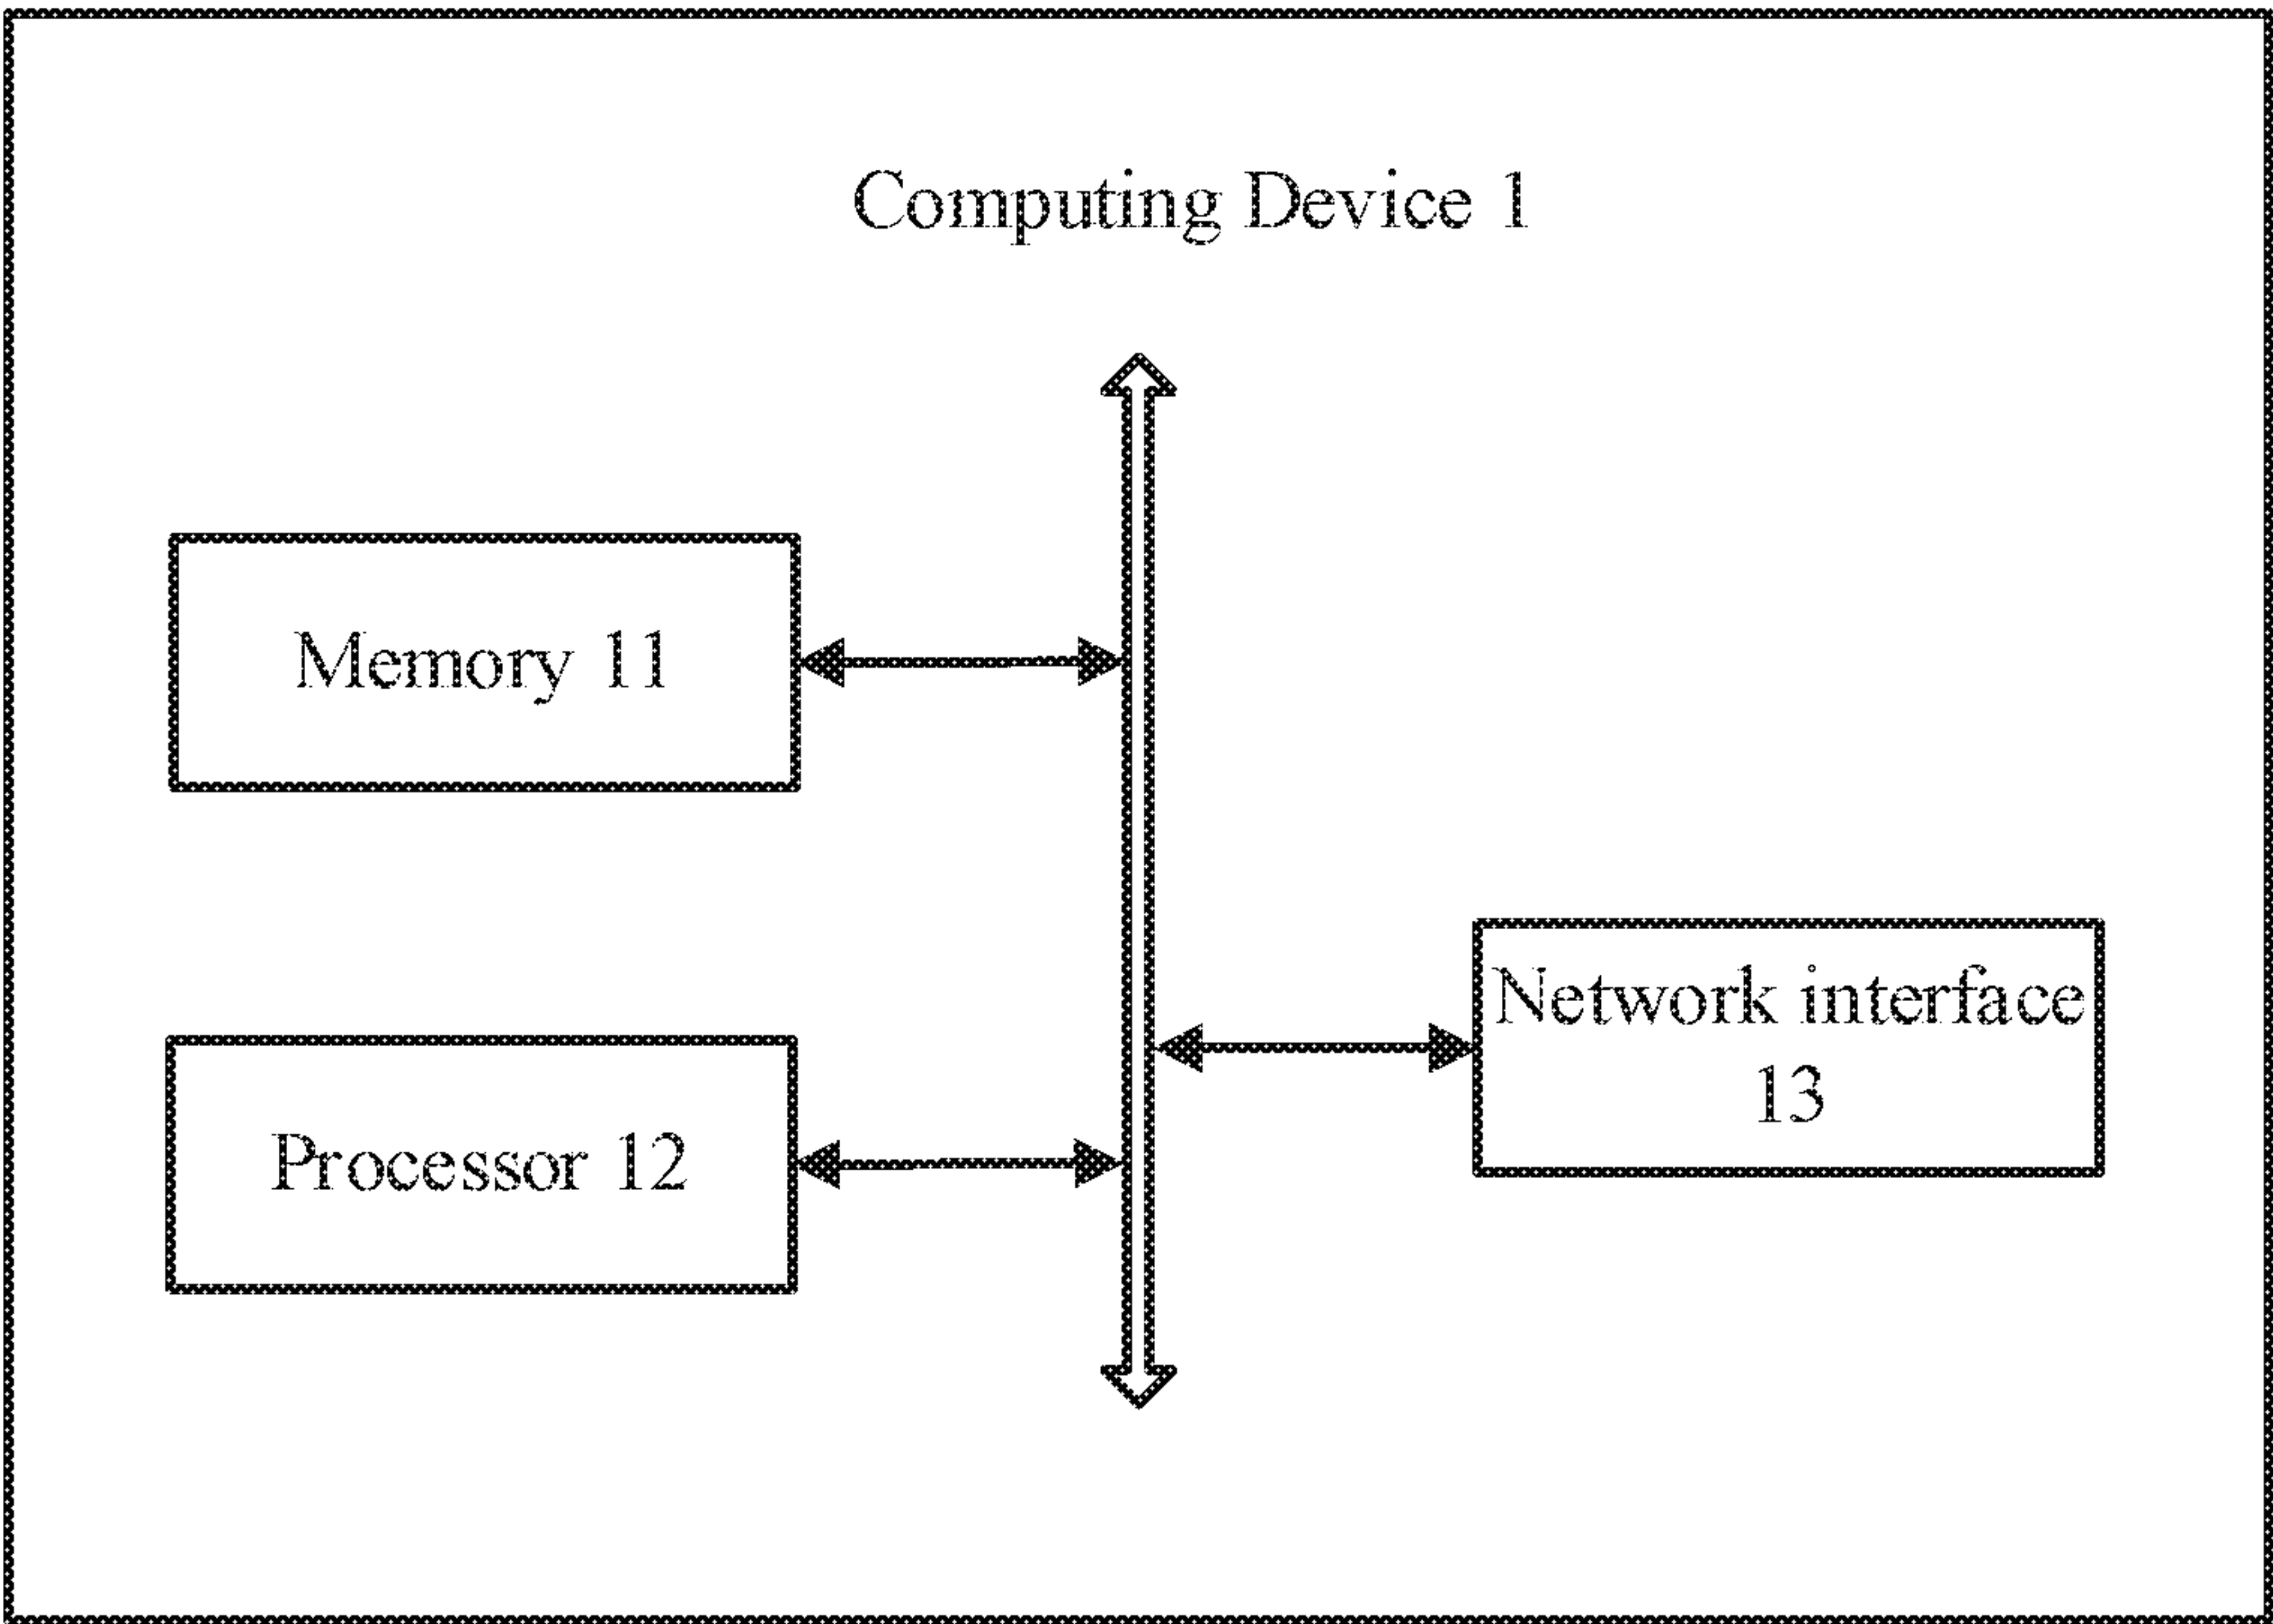 Computing Device 1
Memory 11
Network interface
13
Processor 12